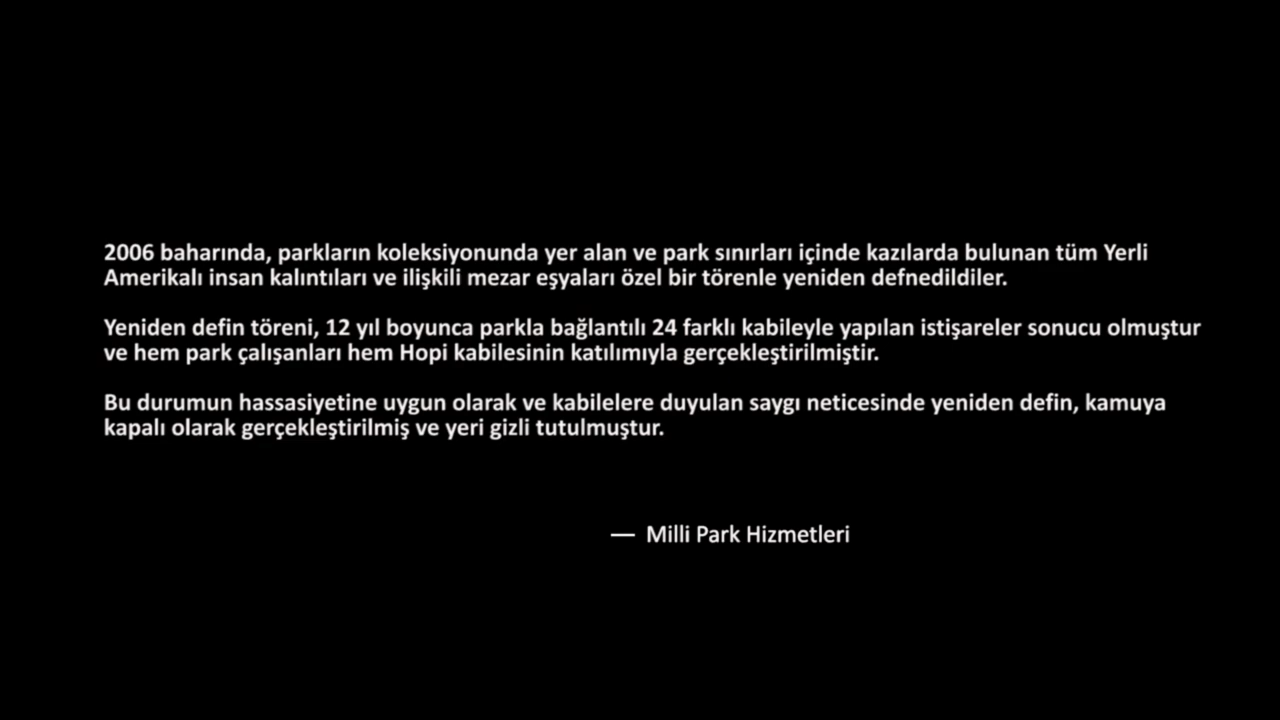 2006 baharında, parkların koleksiyonunda yer alan ve park sınırları içinde kazılarda bulunan tüm Yerli
Amerikalı insan kalıntıları ve ilişkili mezar eşyaları özel bir törenle yeniden defnedildiler.
Yeniden defin töreni, 12 yıl boyunca parkla bağlantılı 24 farklı kabileyle yapılan istişareler sonucu olmuştur
ve hem park çalışanları hem Hopi kabilesinin katılımıyla gerçekleştirilmiştir.
Bu durumun hassasiyetine uygun olarak ve kabilelere duyulan saygı neticesinde yeniden defin, kamuya
kapalı olarak gerçekleştirilmiş ve yeri gizli tutulmuştur.
— Milli Park Hizmetleri